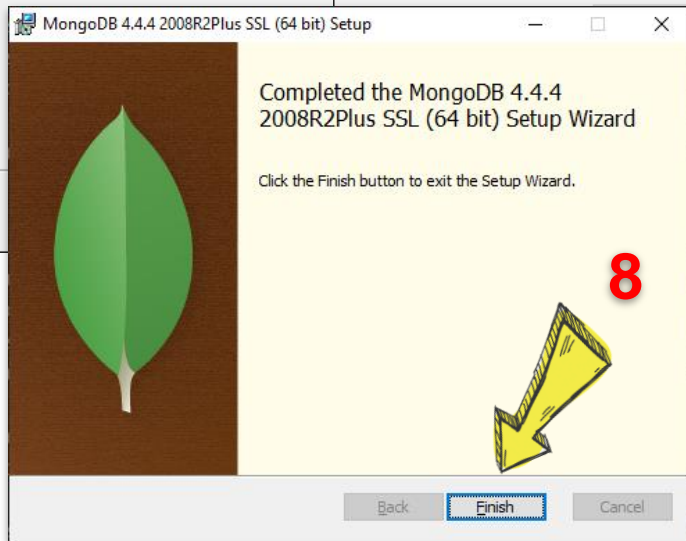 MongoDB 4.4.4 2008R2Plus SSL (64 bit) Setup
Completed the MongoDB 4.4.4
2008R2Plus SSL (64 bit) Setup Wizard
Click the Finish button to exit the Setup Wizard.
8
Back Finish Cancel